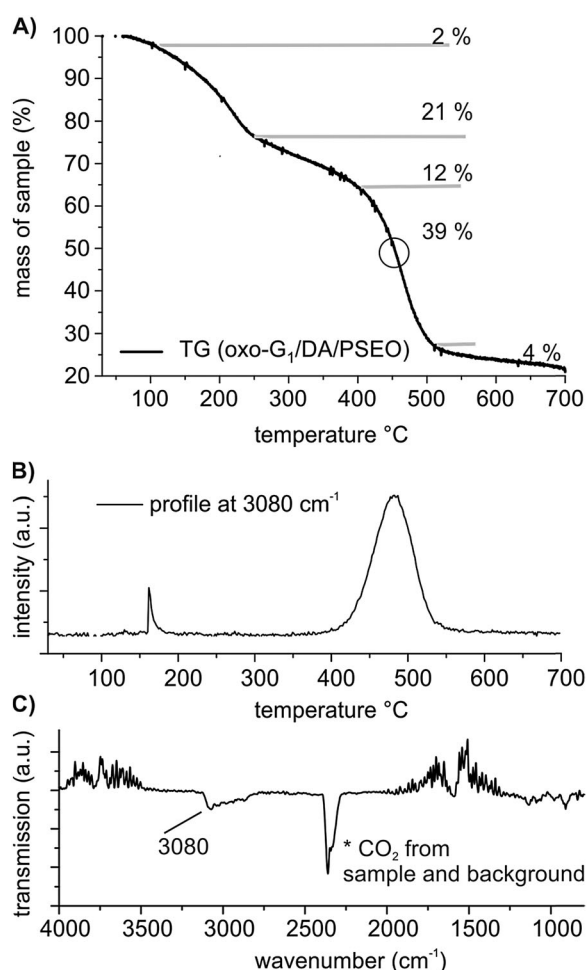 A)
100
90
80
70
60
50
40
30
20
mass of sample (%)
2 %
21 %
12 %
39 %
4 %
TG (oxo-G₁/DA/PSEO)
100 200 300 400 500 600 700
temperature °C
B)
intensity (a.u.)
profile at 3080 cm⁻¹
100 200 300 400 500 600 700
temperature °C
C)
transmission (a.u.)
3080
* CO₂ from
sample and background
4000 3500 3000 2500 2000 1500 1000
wavenumber (cm⁻¹)